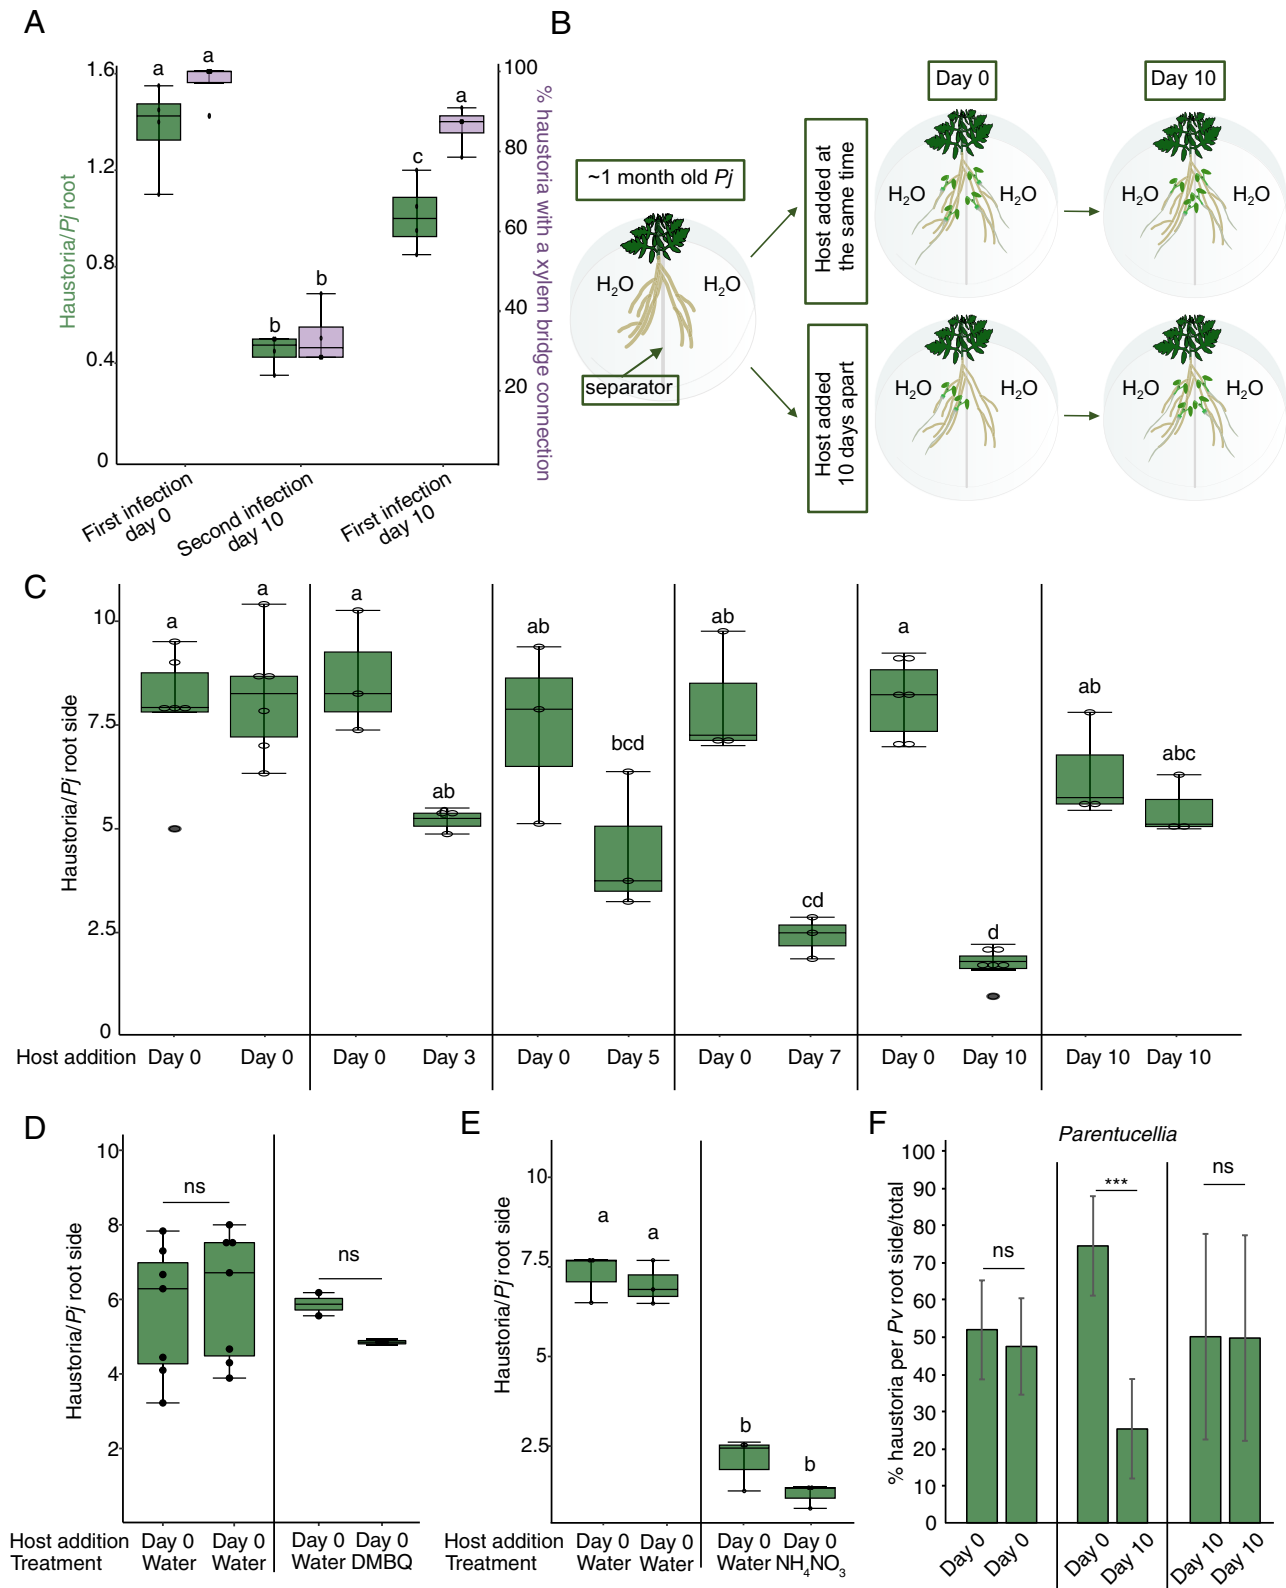 A
Haustoria/Pj root
1.6
1.2
0.8
0.4
0
a
a
b
b
c
a
100
80
60
40
20
% haustoria with a xylem bridge connection
First infection
day 0
Second infection
day 10
First infection
day 10
B
~1 month old Pj
H₂O
H₂O
separator
Host added at
the same time
Host added
10 days apart
Day 0
Day 10
H₂O
H₂O
H₂O
H₂O
H₂O
H₂O
H₂O
H₂O
C
Haustoria/Pj root side
10
7.5
5
2.5
0
a
a
a
ab
ab
bcd
ab
cd
a
d
ab
abc
Host addition Day 0 Day 0 Day 0 Day 3 Day 0 Day 5 Day 0 Day 7 Day 0 Day 10 Day 10 Day 10
D
Haustoria/Pj root side
10
8
6
4
2
ns
ns
Host addition Day 0 Day 0 Day 0 Day 0
Treatment Water Water Water DMBQ
E
Haustoria/Pj root side
10
7.5
5
2.5
a
a
b
b
Host addition Day 0 Day 0 Day 0 Day 0
Treatment Water Water Water NH₄NO₃
F
Parentucellia
% haustoria per Pv root side/total
100
90
80
70
60
50
40
30
20
10
0
ns
***
ns
Day 0
Day 0
Day 0
Day 10
Day 10
Day 10